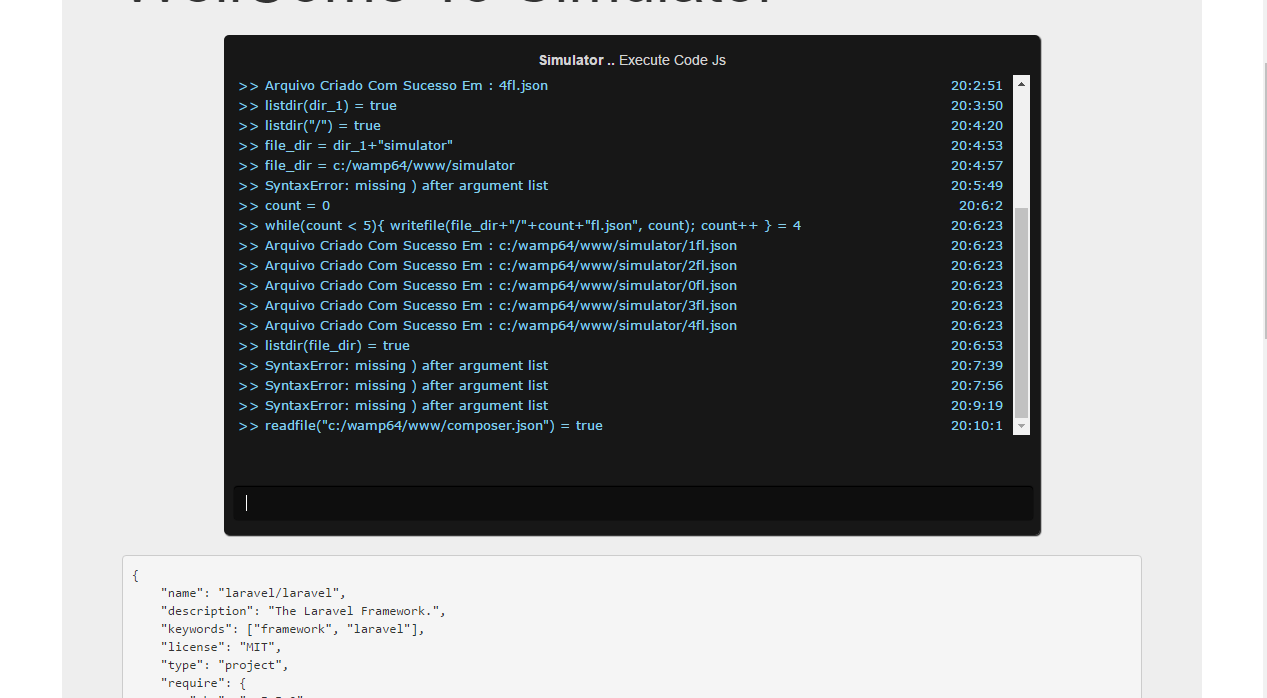 Simulator .. Execute Code Js
>> Arquivo Criado Com Sucesso Em : 4fl.json 20:2:51
>> listdir(dir_1) = true 20:3:50
>> listdir("/") = true 20:4:20
>> file_dir = dir_1+"simulator" 20:4:53
>> file_dir = c:/wamp64/www/simulator 20:4:57
>> SyntaxError: missing ) after argument list 20:5:49
>> count = 0 20:6:2
>> while(count < 5){ writefile(file_dir+"/"+count+"fl.json", count); count++ } = 4 20:6:23
>> Arquivo Criado Com Sucesso Em : c:/wamp64/www/simulator/1fl.json 20:6:23
>> Arquivo Criado Com Sucesso Em : c:/wamp64/www/simulator/2fl.json 20:6:23
>> Arquivo Criado Com Sucesso Em : c:/wamp64/www/simulator/0fl.json 20:6:23
>> Arquivo Criado Com Sucesso Em : c:/wamp64/www/simulator/3fl.json 20:6:23
>> Arquivo Criado Com Sucesso Em : c:/wamp64/www/simulator/4fl.json 20:6:23
>> listdir(file_dir) = true 20:6:53
>> SyntaxError: missing ) after argument list 20:7:39
>> SyntaxError: missing ) after argument list 20:7:56
>> SyntaxError: missing ) after argument list 20:9:19
>> readfile("c:/wamp64/www/composer.json") = true 20:10:1
{
"name": "laravel/laravel",
"description": "The Laravel Framework.",
"keywords": ["framework", "laravel"],
"license": "MIT",
"type": "project",
"require": {